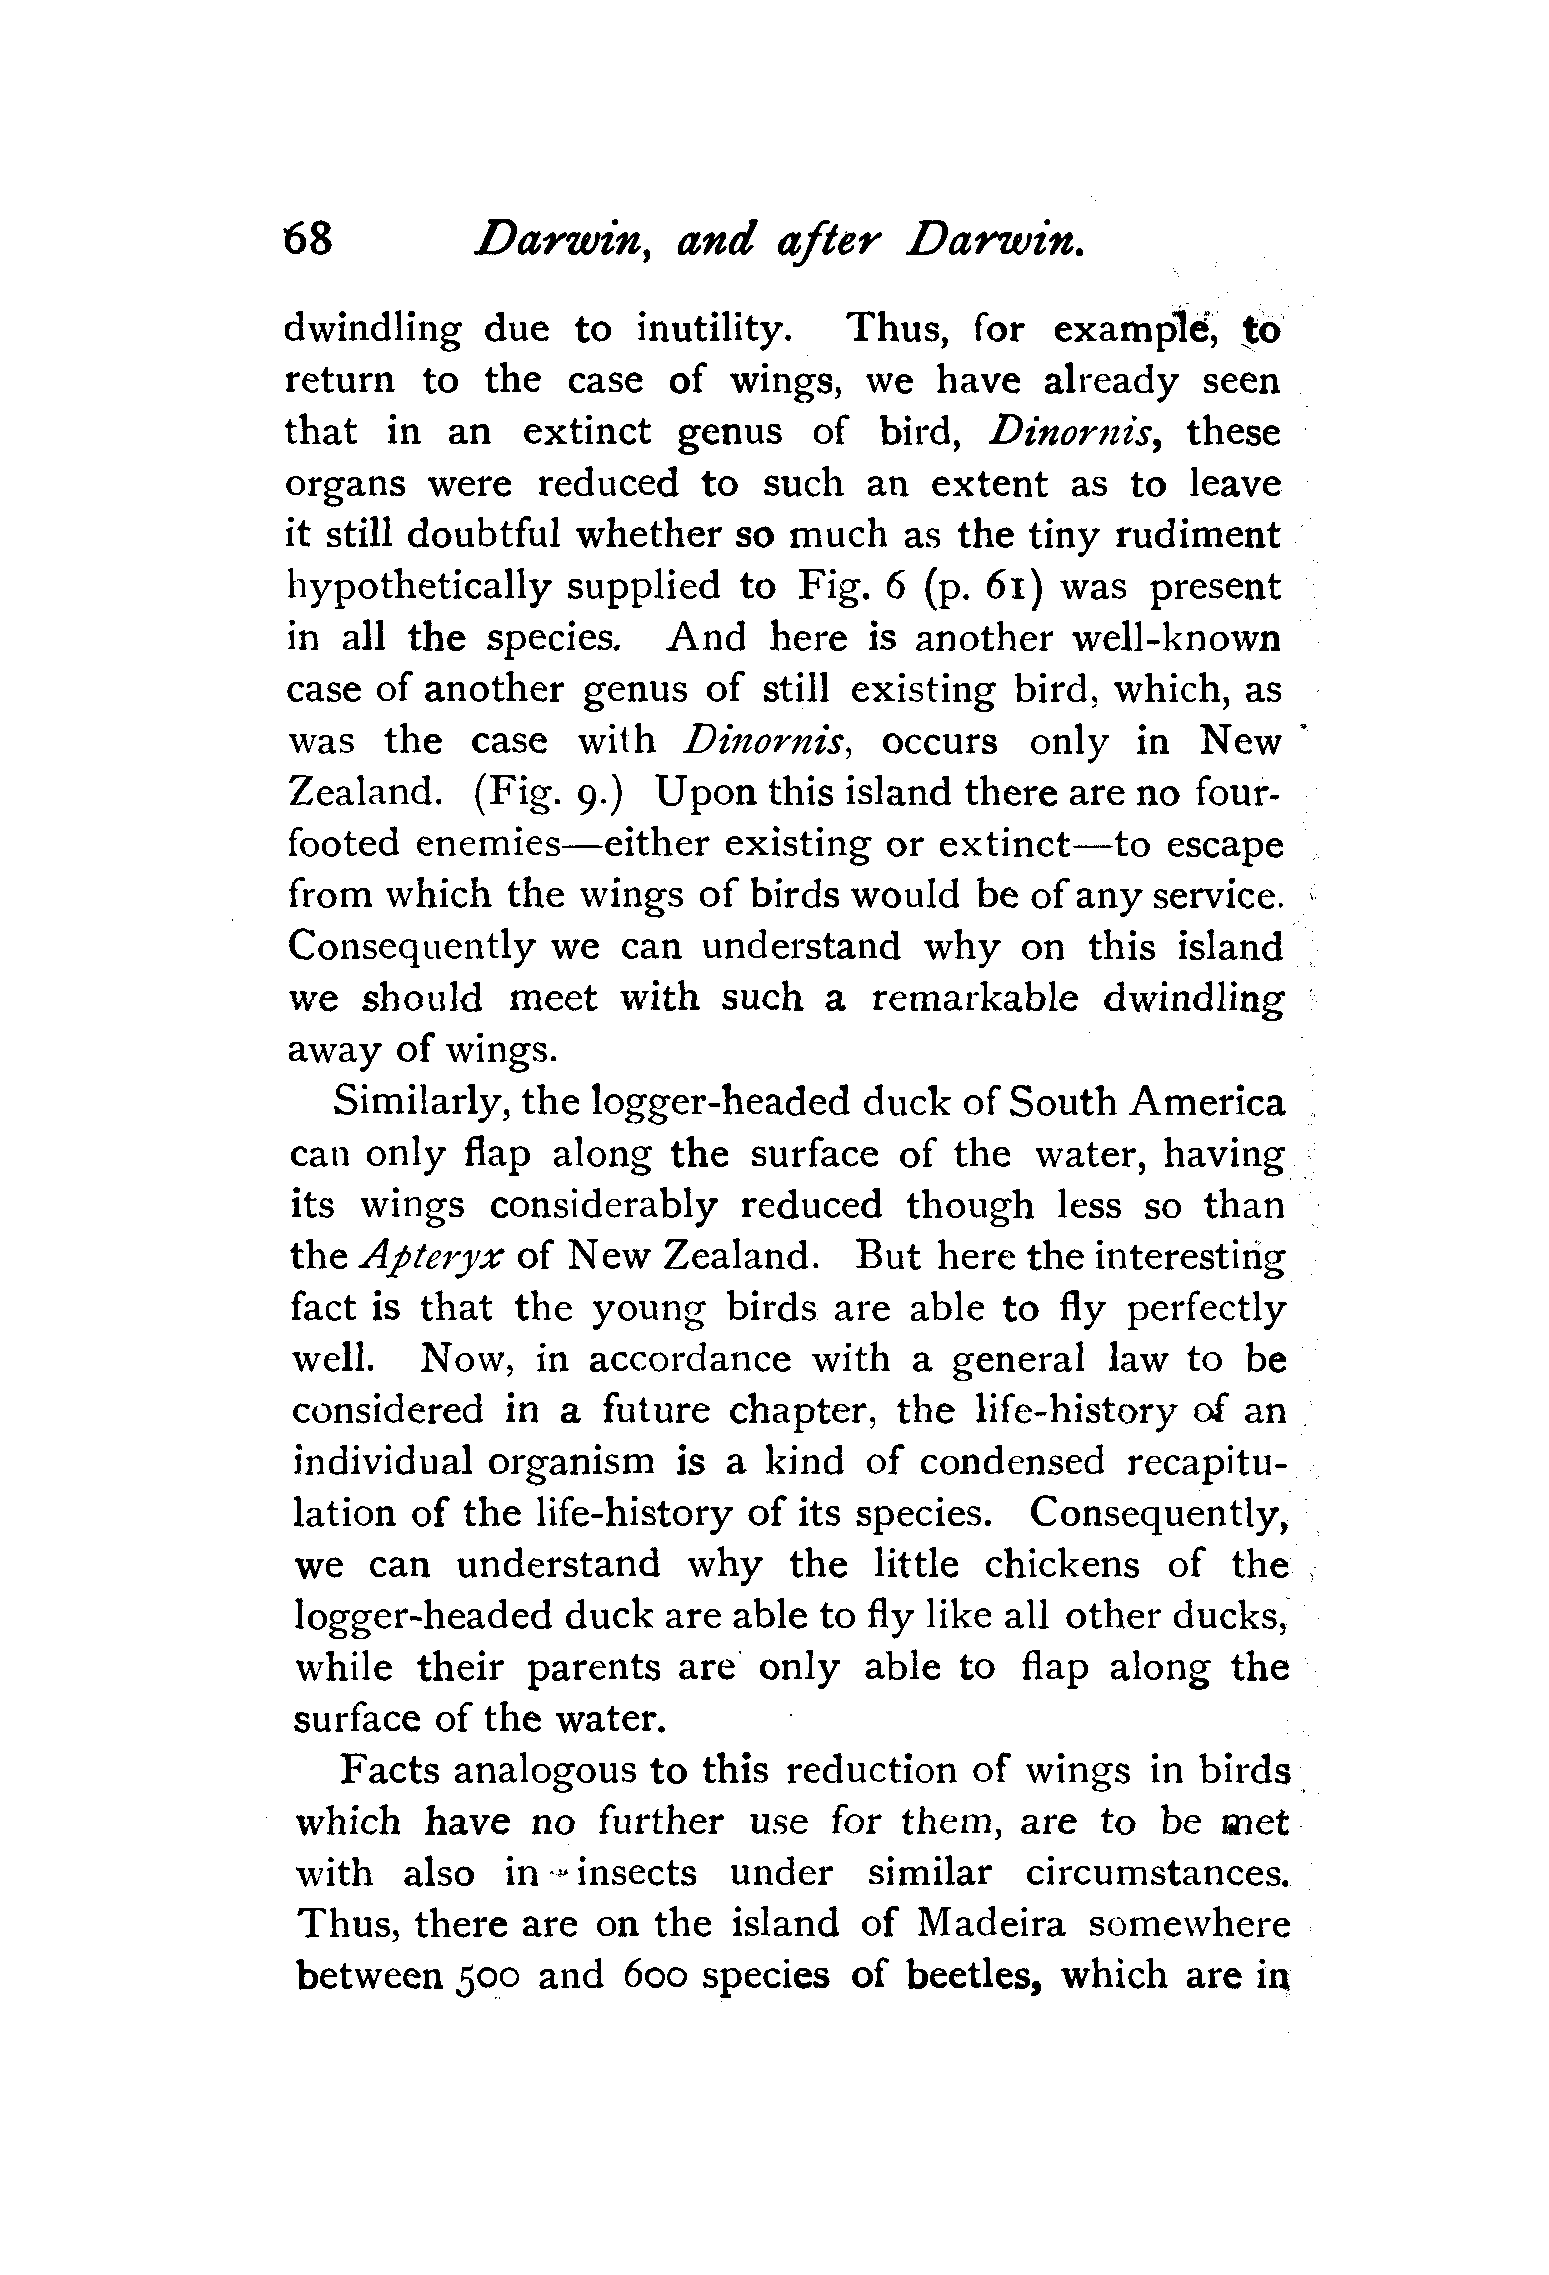 68 Darwin, and after Darwin.
dwindling due to inutility. Thus, for example, to
return to the case of wings, we have already seen
that in an extinct genus of bird, Dinornis, these
organs were reduced to such an extent as to leave
it still doubtful whether so much as the tiny rudiment
hypothetically supplied to Fig. 6 (p. 61) was present
in all the species. And here is another well-known
case of another genus of still existing bird, which, as
was the case with Dinornis, occurs only in New
Zealand. (Fig. 9.) Upon this island there are no four-
footed enemies—either existing or extinct—to escape
from which the wings of birds would be of any service.
Consequently we can understand why on this island
we should meet with such a remarkable dwindling
away of wings.
Similarly, the logger-headed duck of South America
can only flap along the surface of the water, having
its wings considerably reduced though less so than
the Apteryx of New Zealand. But here the interesting
fact is that the young birds are able to fly perfectly
well. Now, in accordance with a general law to be
considered in a future chapter, the life-history of an
individual organism is a kind of condensed recapitu-
lation of the life-history of its species. Consequently,
we can understand why the little chickens of the
logger-headed duck are able to fly like all other ducks,
while their parents are only able to flap along the
surface of the water.
Facts analogous to this reduction of wings in birds
which have no further use for them, are to be met
with also in insects under similar circumstances.
Thus, there are on the island of Madeira somewhere
between 500 and 600 species of beetles, which are in